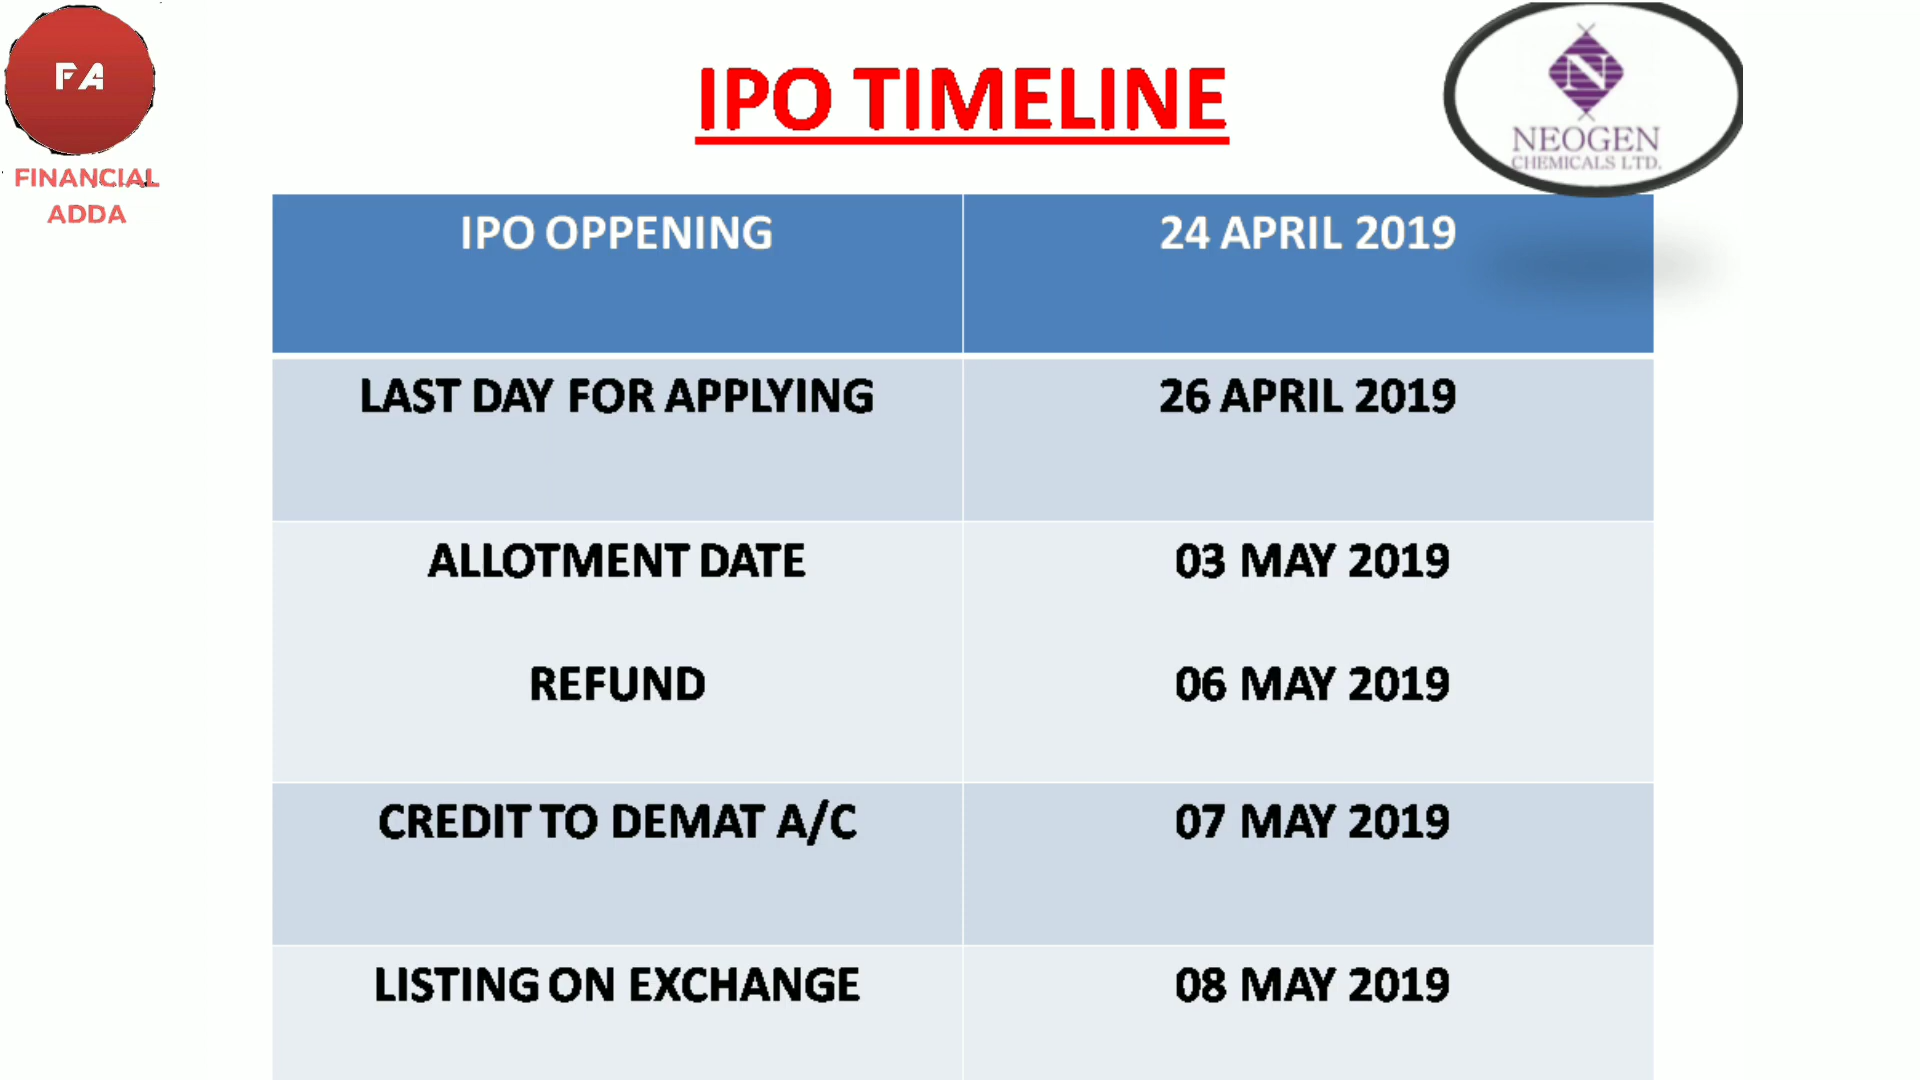 FA
FINANCIAL
ADDA
IPO TIMELINE
N
NEOGEN
CHEMICALS LTD.
IPO OPPENING 24 APRIL 2019
LAST DAY FOR APPLYING 26 APRIL 2019
ALLOTMENT DATE 03 MAY 2019
REFUND 06 MAY 2019
CREDIT TO DEMAT A/C 07 MAY 2019
LISTING ON EXCHANGE 08 MAY 2019